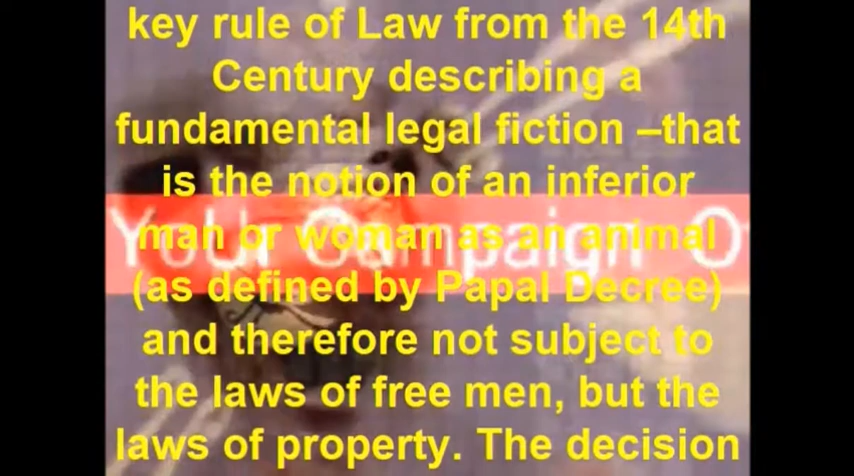 key rule of Law from the 14th
Century describing a
fundamental legal fiction –that
is the notion of an inferior
man or woman as an animal
YoUr Campaign O
(as defined by Papal Decree)
and therefore not subject to
the laws of free men, but the
laws of property. The decision